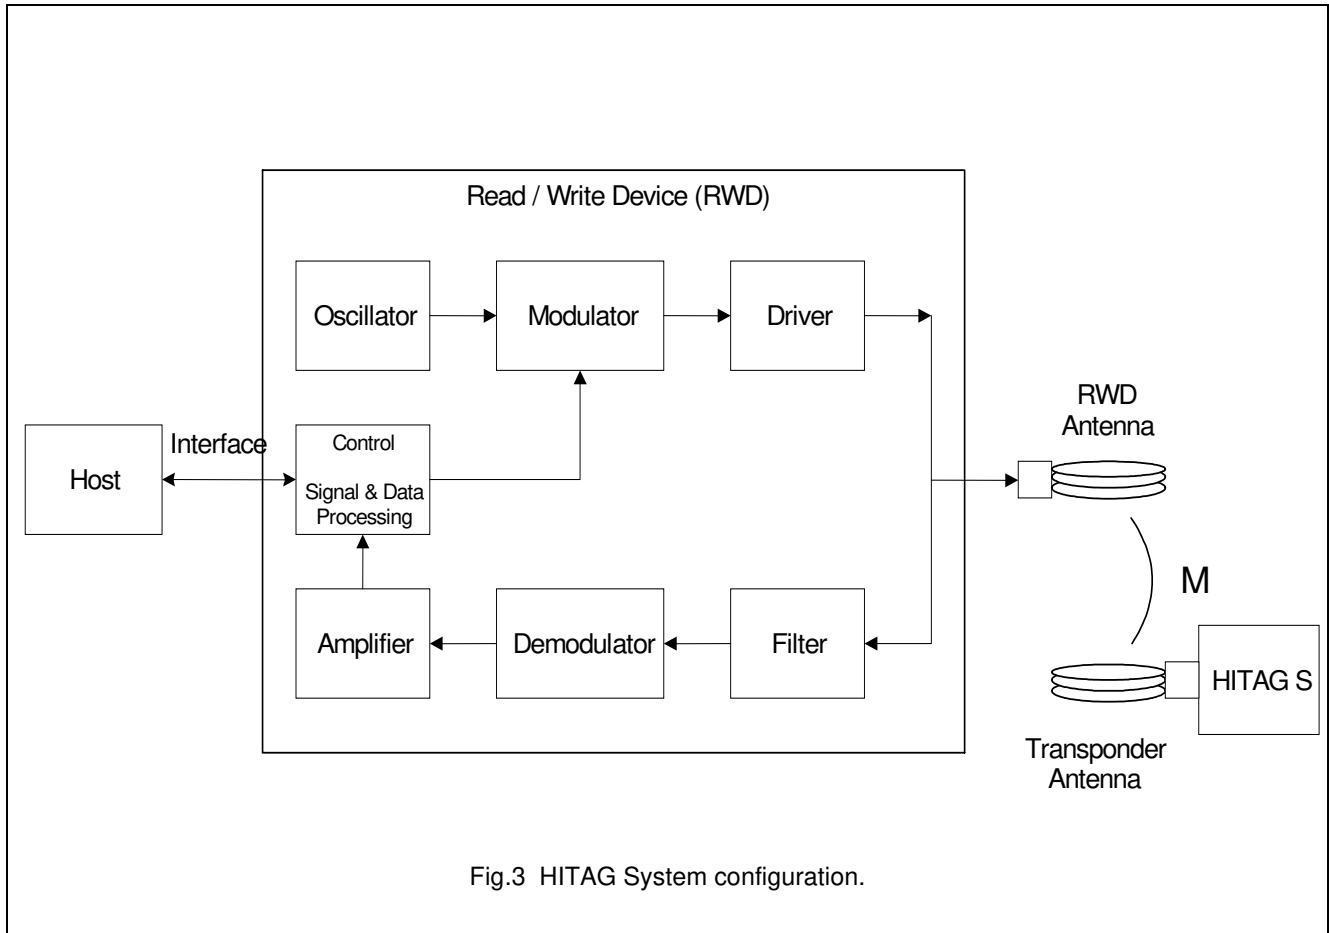 Read / Write Device (RWD)
Oscillator
Modulator
Driver
RWD
Antenna
Host
Interface
Control
Signal & Data
Processing
M
Amplifier
Demodulator
Filter
HITAG S
Transponder
Antenna
Fig.3 HITAG System configuration.